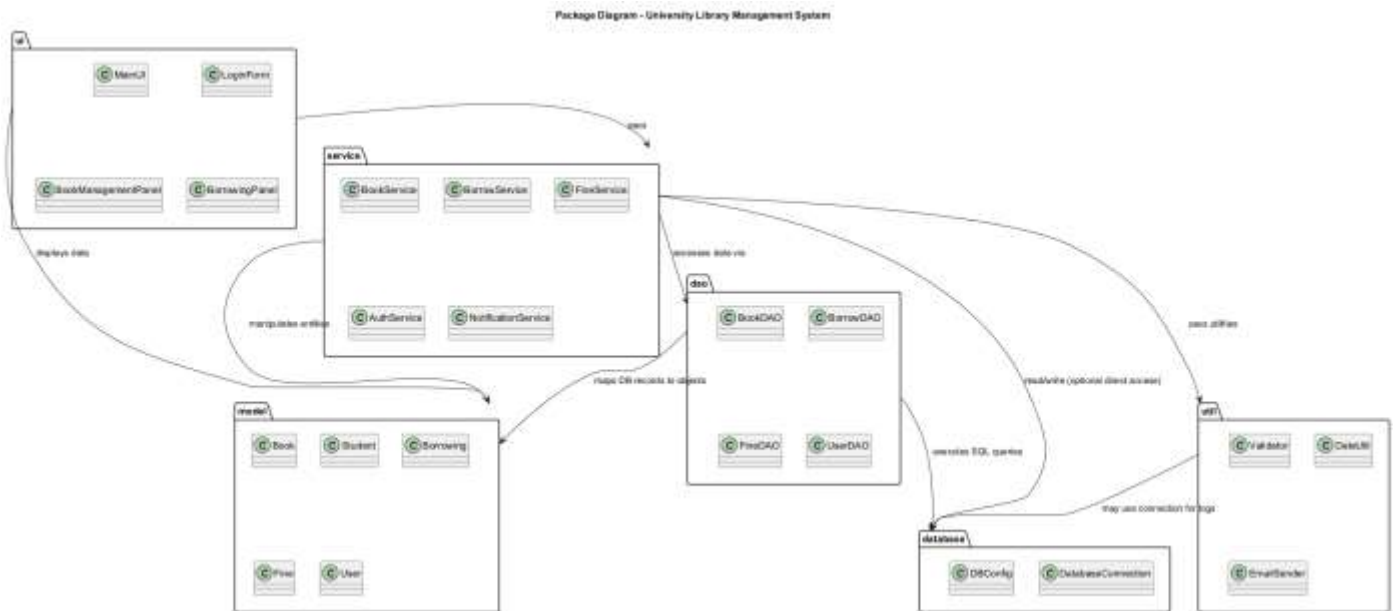 Package Diagram - University Library Management System
ui
C MainUI
C LoginForm
C BookManagementPanel
C BorrowingPanel
uses
service
C BookService
C BorrowService
C FineService
C AuthService
C NotificationService
displays data
manipulates entities
accesses data via
dao
C BookDAO
C BorrowDAO
C FineDAO
C UserDAO
maps DB records to objects
read/write (optional direct access)
uses utilities
model
C Book
C Student
C Borrowing
C Fine
C User
executes SQL queries
util
C Validator
C DateUtil
C EmailSender
may use connection for logs
database
C DBConfig
C DatabaseConnection